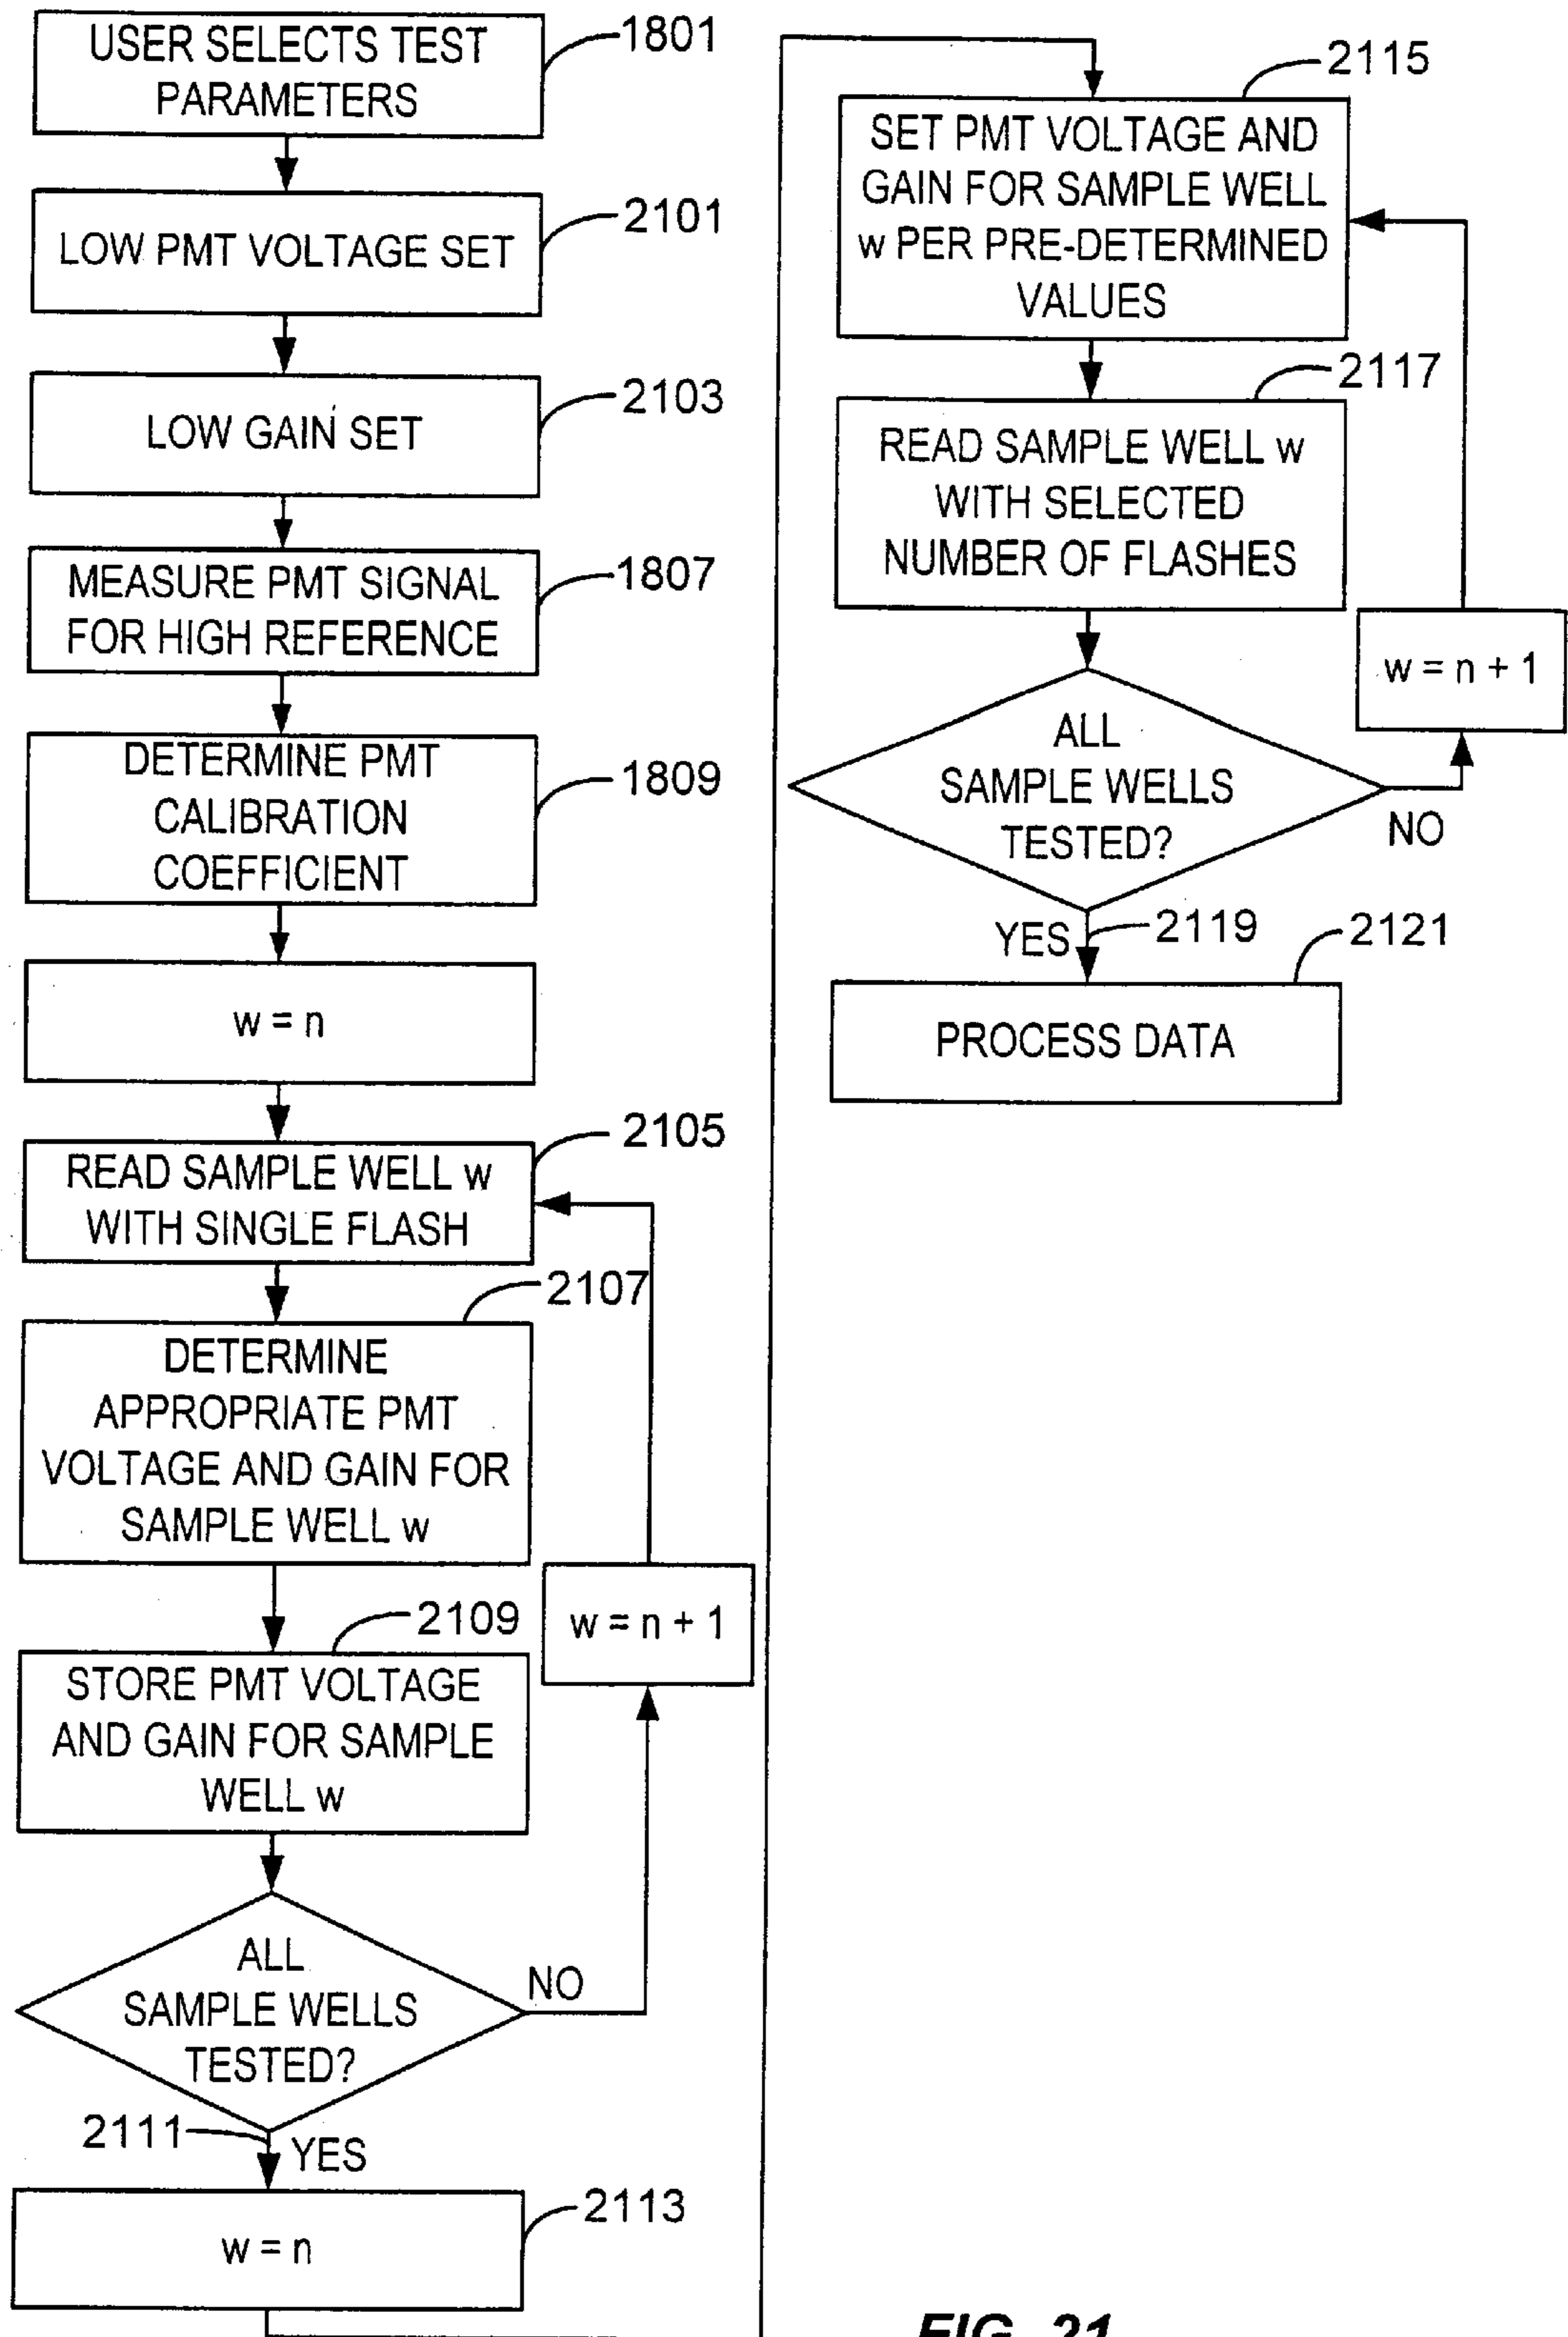 USER SELECTS TEST
PARAMETERS
1801
LOW PMT VOLTAGE SET
2101
LOW GAIN SET
2103
MEASURE PMT SIGNAL
FOR HIGH REFERENCE
1807
DETERMINE PMT
CALIBRATION
COEFFICIENT
1809
w = n
READ SAMPLE WELL w
WITH SINGLE FLASH
2105
DETERMINE
APPROPRIATE PMT
VOLTAGE AND GAIN FOR
SAMPLE WELL w
2107
STORE PMT VOLTAGE
AND GAIN FOR SAMPLE
WELL w
2109
w = n + 1
ALL
SAMPLE WELLS
TESTED?
NO
2111
YES
w = n
2113
SET PMT VOLTAGE AND
GAIN FOR SAMPLE WELL
w PER PRE-DETERMINED
VALUES
2115
READ SAMPLE WELL w
WITH SELECTED
NUMBER OF FLASHES
2117
w = n + 1
ALL
SAMPLE WELLS
TESTED?
NO
YES
2119
PROCESS DATA
2121
FIG. 21